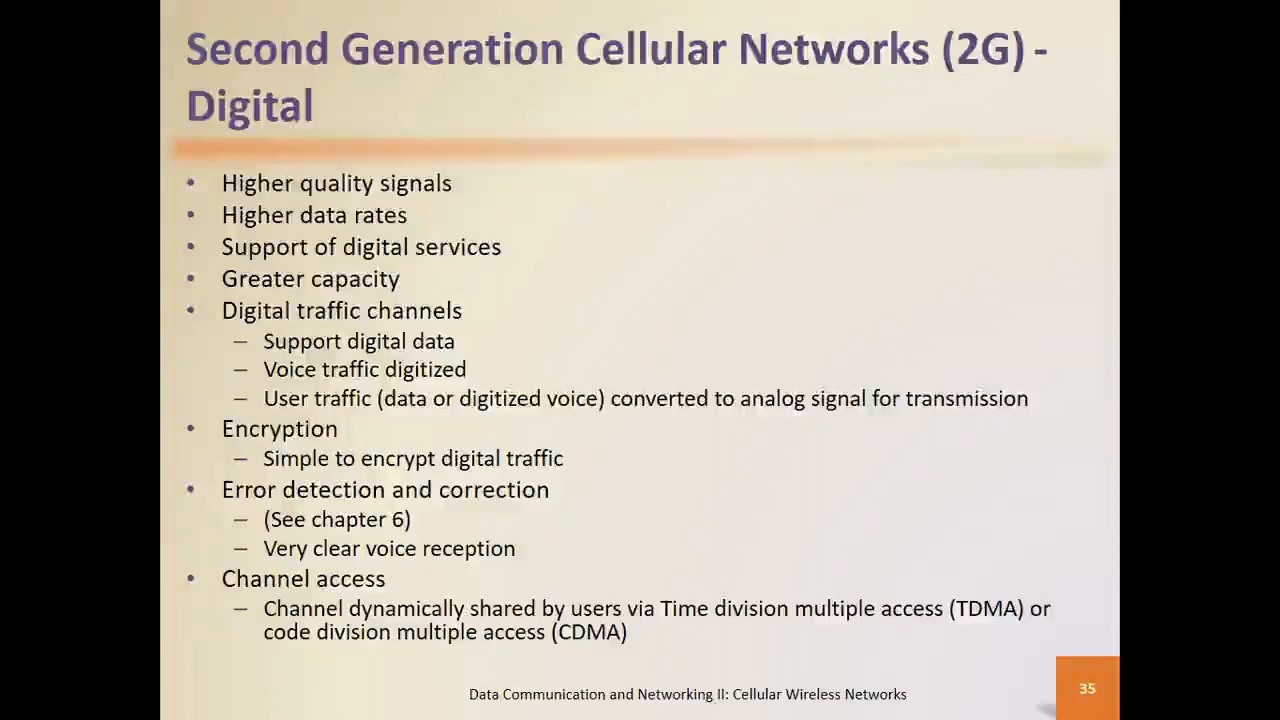 Second Generation Cellular Networks (2G) -
Digital
• Higher quality signals
• Higher data rates
• Support of digital services
• Greater capacity
• Digital traffic channels
– Support digital data
– Voice traffic digitized
– User traffic (data or digitized voice) converted to analog signal for transmission
• Encryption
– Simple to encrypt digital traffic
• Error detection and correction
– (See chapter 6)
– Very clear voice reception
• Channel access
– Channel dynamically shared by users via Time division multiple access (TDMA) or
code division multiple access (CDMA)
Data Communication and Networking II: Cellular Wireless Networks
35